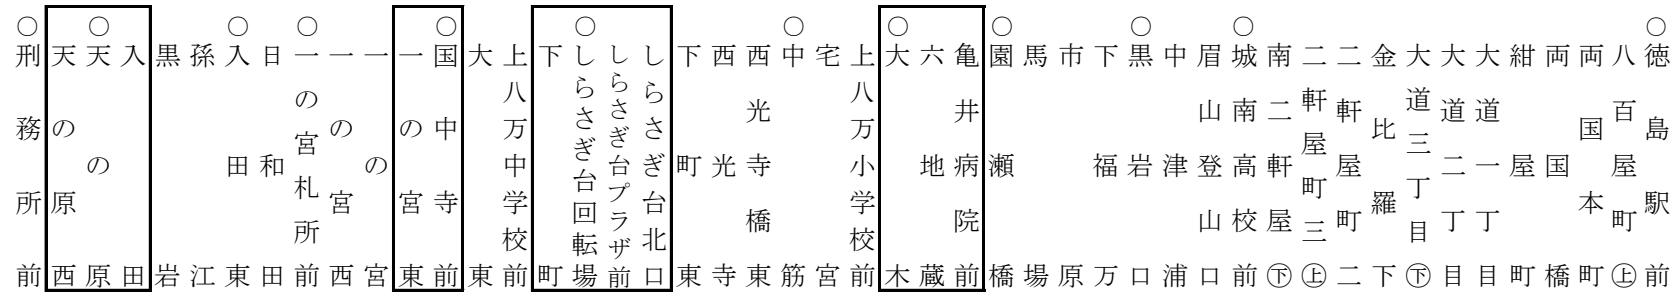 ○徳島駅前
八百屋町㊤
両国本町
両国橋
紺屋町
大道一丁目
大道二丁目
大道三丁目㊦
金比羅下
二軒屋町二
二軒屋町三㊤
南二軒屋㊦
○城南高校前
眉山登山口
中津浦
○黒岩口
下福万
市原
馬場
○園瀬橋
亀井病院前
六地蔵
○大木
上八万小学校前
宅宮
○中筋
西光寺橋東
西光寺
下町東
しらさぎ台北口
しらさぎ台プラザ前
○しらさぎ台回転場
下町
上八万中学校前
大東
○国中寺前
一の宮東
一の宮
一の宮西
○一の宮札所前
日和田
○入田東
孫江
黒岩
入田
○天の原
天の原西
○刑務所前